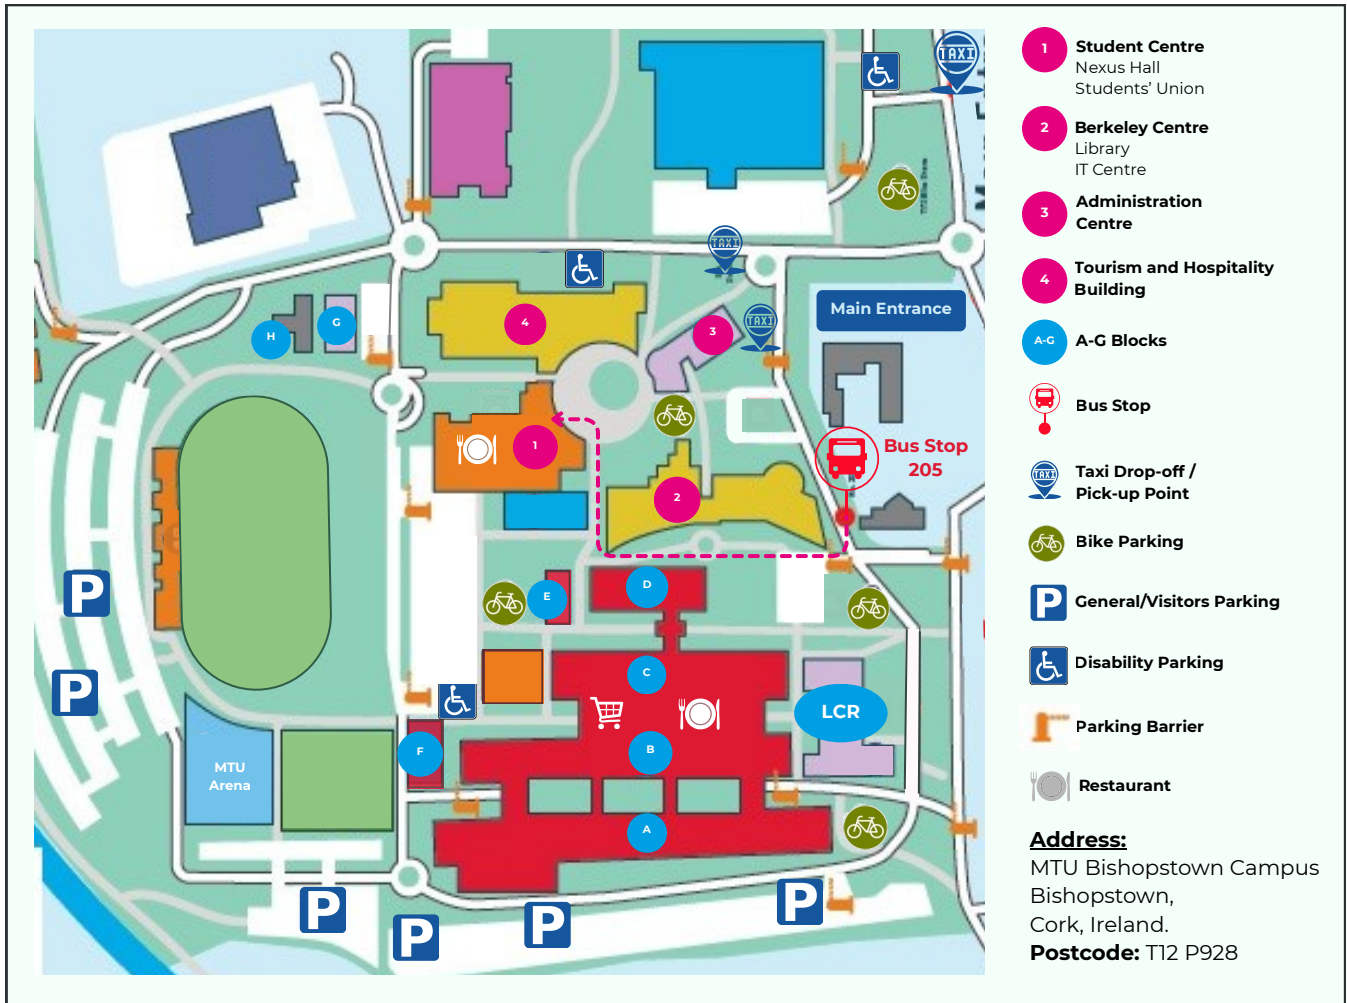 TAXI
TAXI
TAXI
H
G
4
3
Main Entrance
1
2
Bus Stop
205
D
E
C
LCR
B
F
MTU
Arena
A
P
P
P
P
P
P
1
Student Centre
Nexus Hall
Students’ Union
2
Berkeley Centre
Library
IT Centre
3
Administration
Centre
4
Tourism and Hospitality
Building
A-G
A-G Blocks
Bus Stop
TAXI
Taxi Drop-off /
Pick-up Point
Bike Parking
P
General/Visitors Parking
Disability Parking
Parking Barrier
Restaurant
Address:
MTU Bishopstown Campus
Bishopstown,
Cork, Ireland.
Postcode: T12 P928